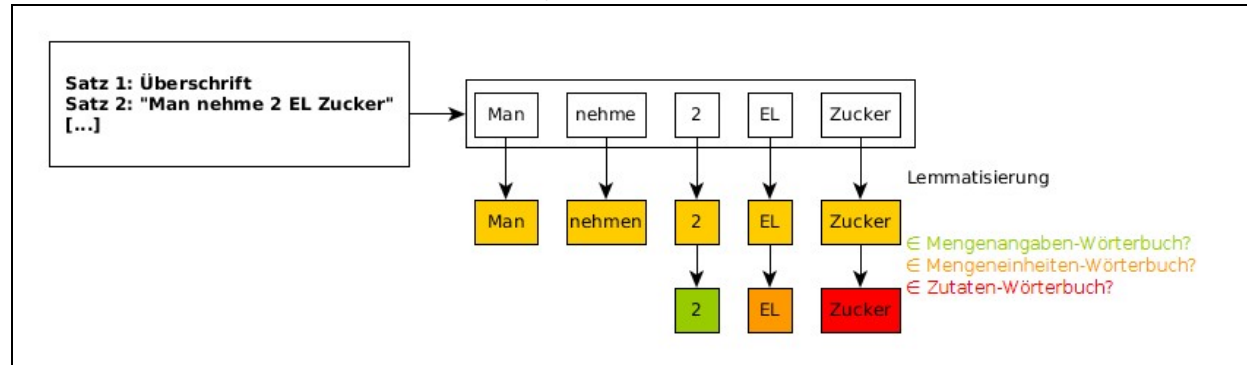 Satz 1: Überschrift
Satz 2: "Man nehme 2 EL Zucker"
[...]
Man nehme 2 EL Zucker
Lemmatisierung
Man nehmen 2 EL Zucker
∈ Mengenangaben-Wörterbuch?
∈ Mengeneinheiten-Wörterbuch?
∈ Zutaten-Wörterbuch?
2 EL Zucker